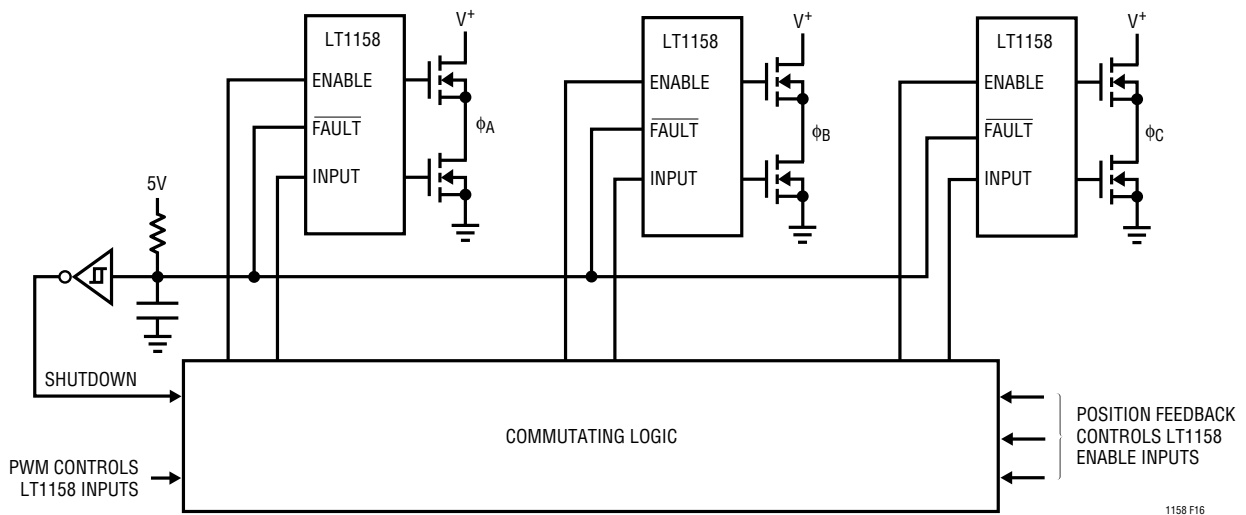 V+
LT1158
ENABLE
FAULT
INPUT
ϕA
V+
LT1158
ENABLE
FAULT
INPUT
ϕB
V+
LT1158
ENABLE
FAULT
INPUT
ϕC
5V
SHUTDOWN
PWM CONTROLS
LT1158 INPUTS
COMMUTATING LOGIC
POSITION FEEDBACK
CONTROLS LT1158
ENABLE INPUTS
1158 F16